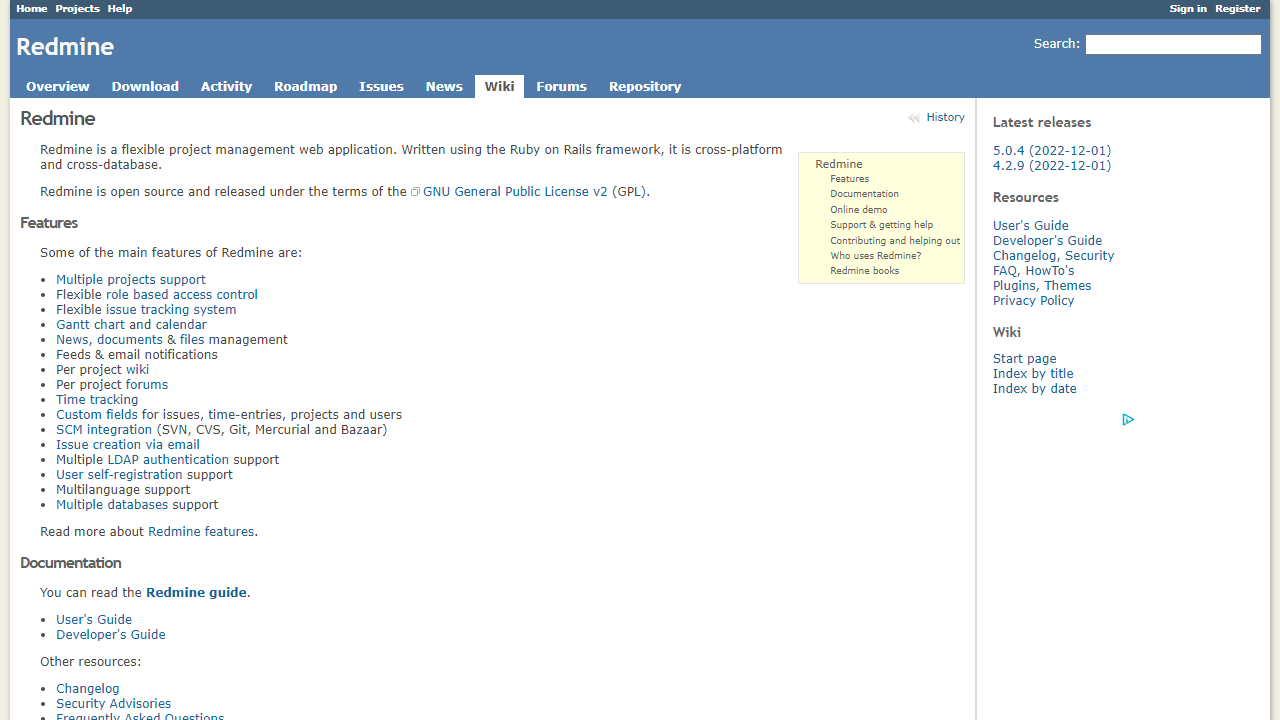 Home Projects Help Sign in Register
Redmine
Search:
Overview Download Activity Roadmap Issues News Wiki Forums Repository
Redmine
History
Redmine is a flexible project management web application. Written using the Ruby on Rails framework, it is cross-platform
and cross-database.
Redmine is open source and released under the terms of the GNU General Public License v2 (GPL).
Redmine
Features
Documentation
Online demo
Support & getting help
Contributing and helping out
Who uses Redmine?
Redmine books
Features
Some of the main features of Redmine are:
Multiple projects support
Flexible role based access control
Flexible issue tracking system
Gantt chart and calendar
News, documents & files management
Feeds & email notifications
Per project wiki
Per project forums
Time tracking
Custom fields for issues, time-entries, projects and users
SCM integration (SVN, CVS, Git, Mercurial and Bazaar)
Issue creation via email
Multiple LDAP authentication support
User self-registration support
Multilanguage support
Multiple databases support
Read more about Redmine features.
Documentation
You can read the Redmine guide.
User's Guide
Developer's Guide
Other resources:
Changelog
Security Advisories
Frequently Asked Questions
Latest releases
5.0.4 (2022-12-01)
4.2.9 (2022-12-01)
Resources
User's Guide
Developer's Guide
Changelog, Security
FAQ, HowTo's
Plugins, Themes
Privacy Policy
Wiki
Start page
Index by title
Index by date